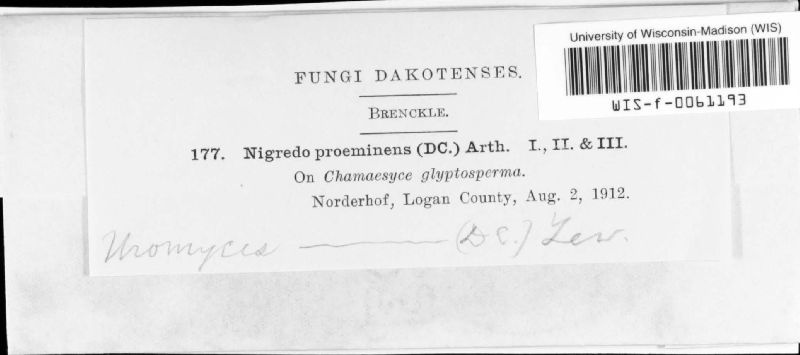 University of Wisconsin-Madison (WIS)
WIS-f-0061193
FUNGI DAKOTENSES.
BRENCKLE.
177. Nigredo proeminens (DC.) Arth. I., II. & III.
On Chamaesyce glyptosperma.
Norderhof, Logan County, Aug. 2, 1912.
Uromyces ——— (DC.) Lev.